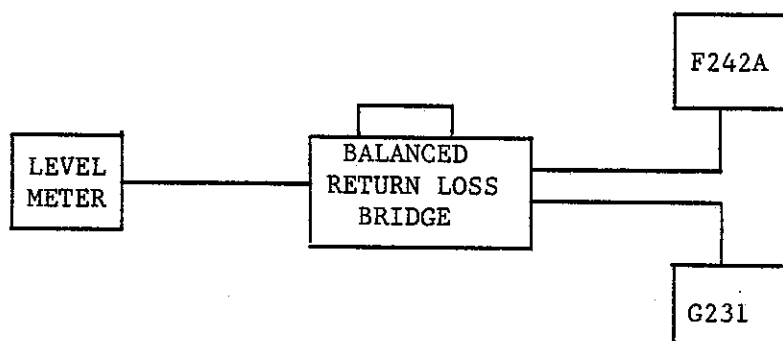 F242A
LEVEL
METER
BALANCED
RETURN LOSS
BRIDGE
G231